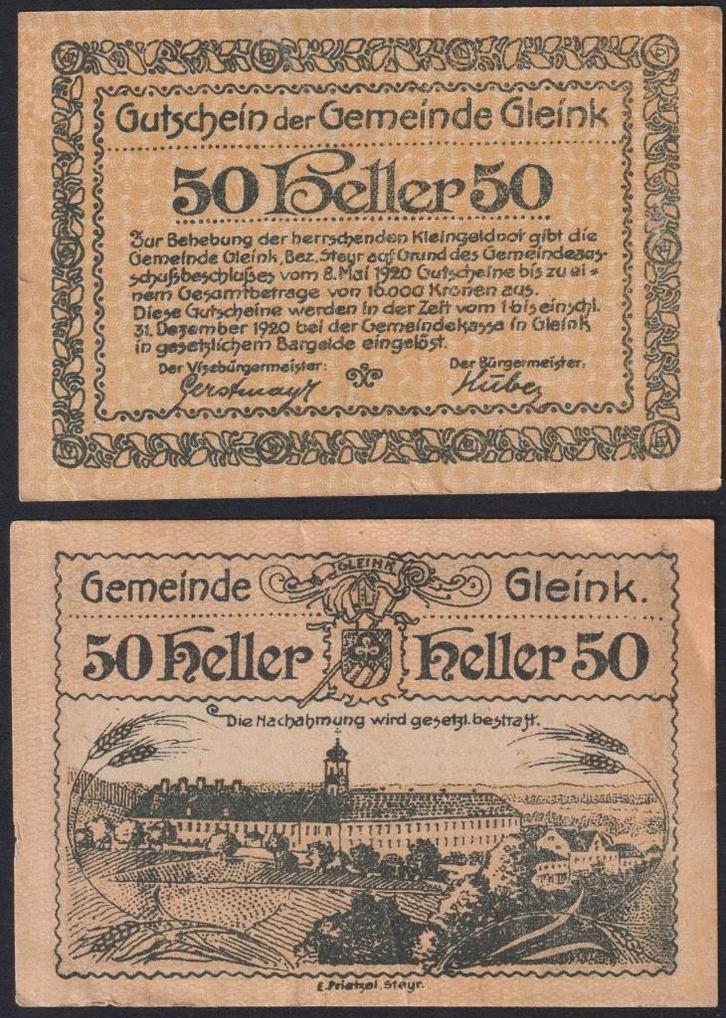 Gutschein der Gemeinde Gleink
50 Heller 50
Zur Behebung der herrschenden Kleingeldnot gibt die
Gemeinde Gleink, Bez. Steyr auf Grund des Gemeindeaus-
schußbeschlußes vom 8. Mai 1920 Gutscheine bis zu ei=
nem Gesamtbetrage von 16.000 Kronen aus.
Diese Gutscheine werden in der Zeit vom 1. bis einschl.
31. Dezember 1920 bei der Gemeindekassa in Gleink
in gesetzlichem Bargelde eingelöst.
Der Vizebürgermeister: Der Bürgermeister:
Gerstmayr Huber
GLEINK
Gemeinde Gleink.
50 Heller Heller 50
Die Nachahmung wird gesetzl. bestraft.
E. Prietzel, Steyr.